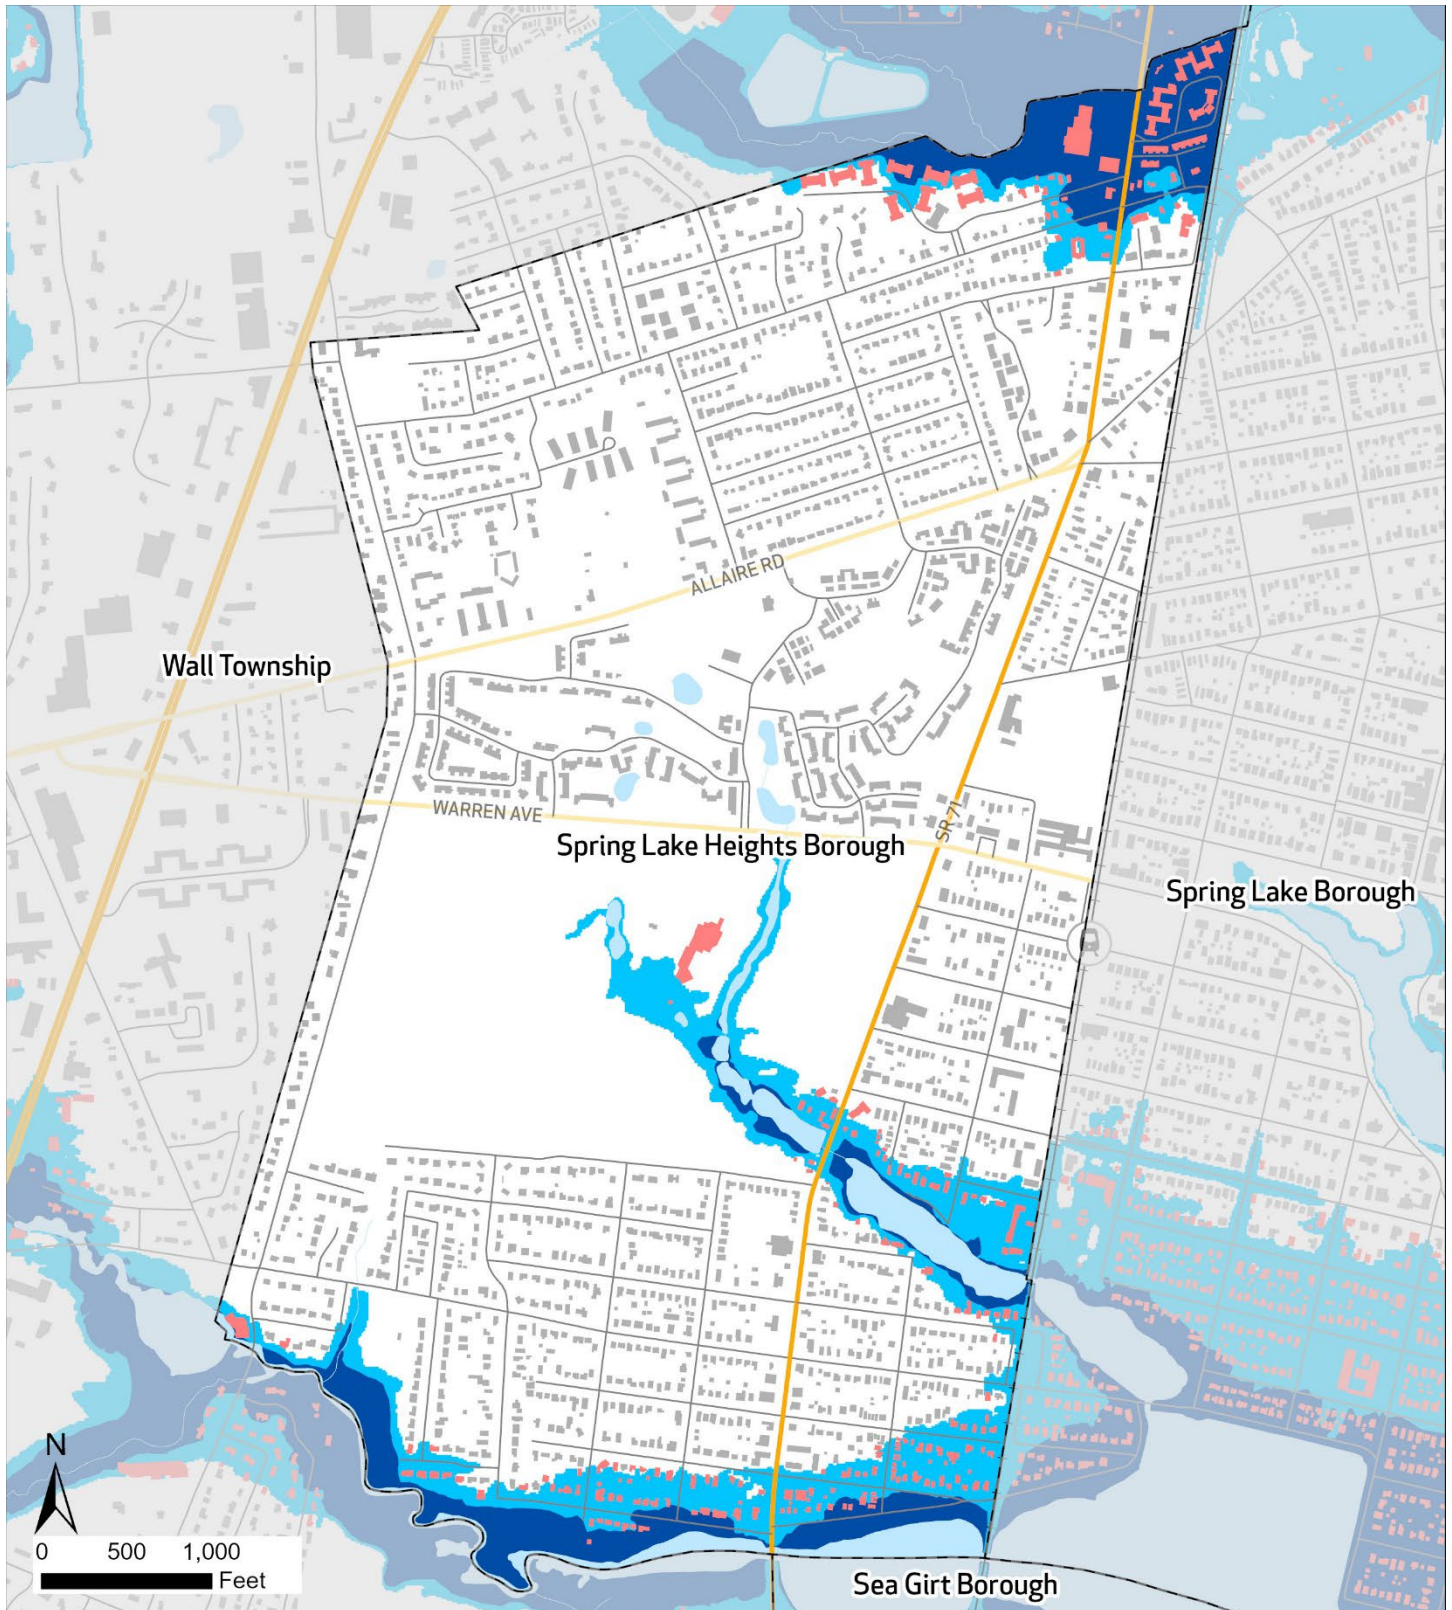 ALLAIRE RD
Wall Township
WARREN AVE
SR 71
Spring Lake Heights Borough
Spring Lake Borough
N
0 500 1,000
Feet
Sea Girt Borough